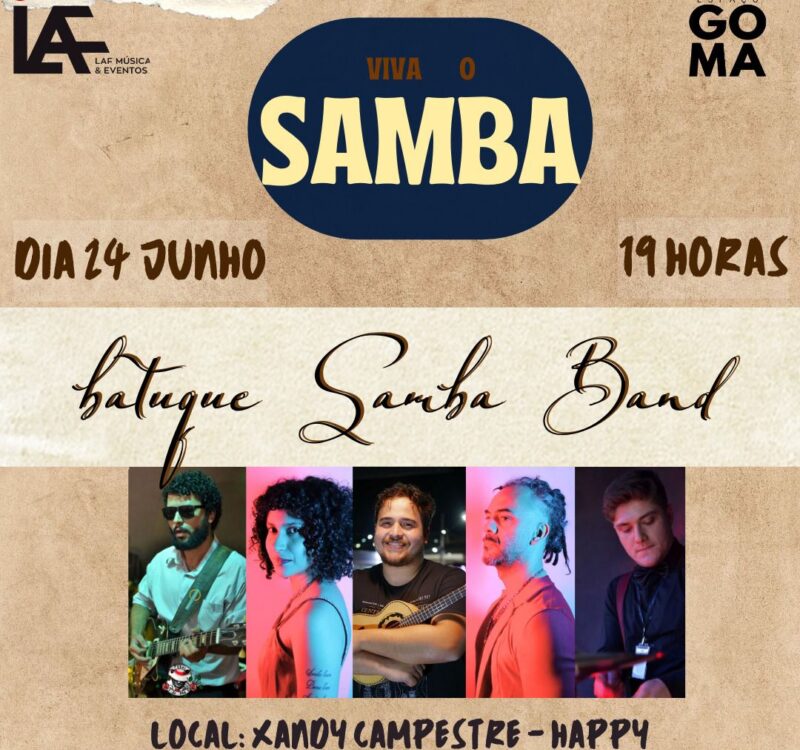 LAF
LAF MÚSICA
& EVENTOS
ESPAÇO
GO
MA
VIVA O
SAMBA
DIA 24 JUNHO
19 HORAS
batuque Samba Band
LOCAL: XANDY CAMPESTRE - HAPPY